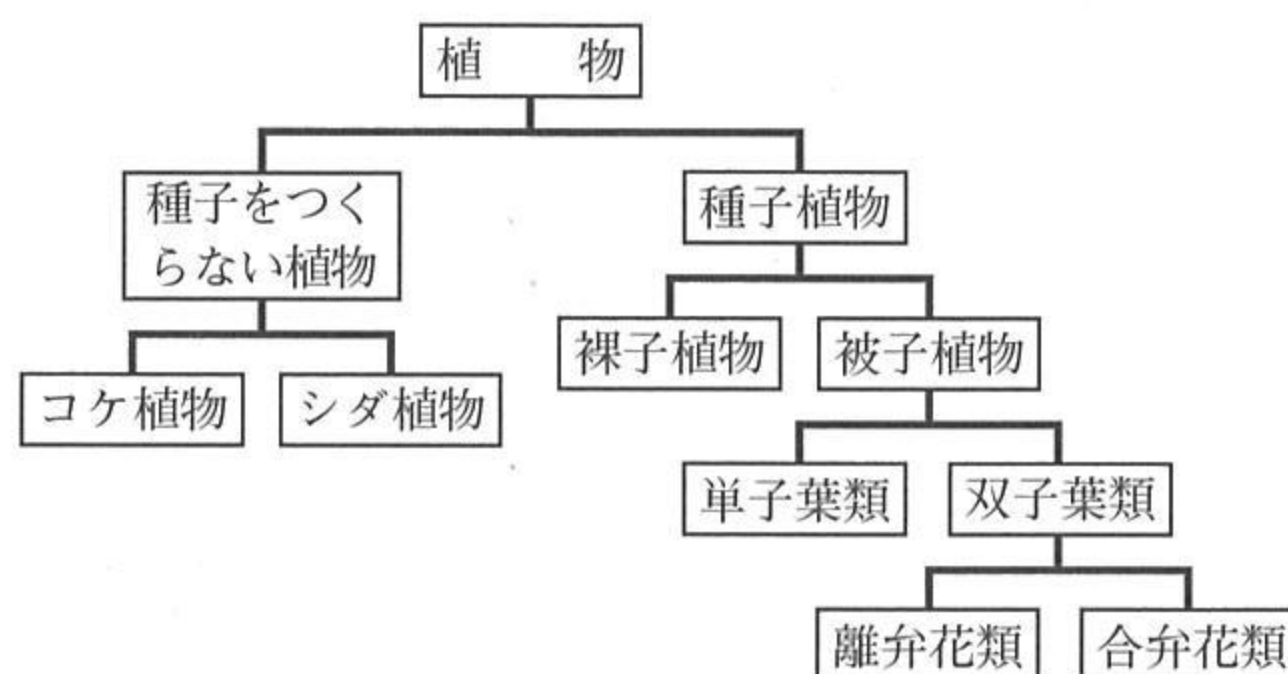 植　物
種子をつく
らない植物
種子植物
裸子植物
被子植物
コケ植物
シダ植物
単子葉類
双子葉類
離弁花類
合弁花類